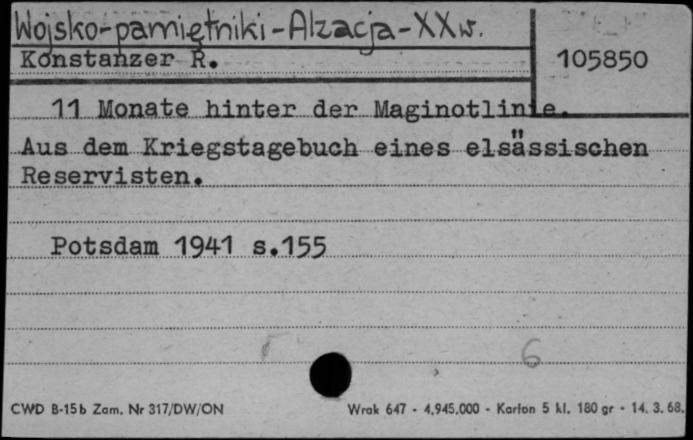 Wojsko-pamiętniki-Alzacja-XXw.
Konstanzer R.
105850
11 Monate hinter der Maginotlinie.
Aus dem Kriegstagebuch eines elsässischen
Reservisten.
Potsdam 1941 s.155
6
CWD B-15b Zam. Nr 317/DW/ON
Wrak 647 - 4,945.000 - Karton 5 kl. 180 gr - 14. 3. 68.